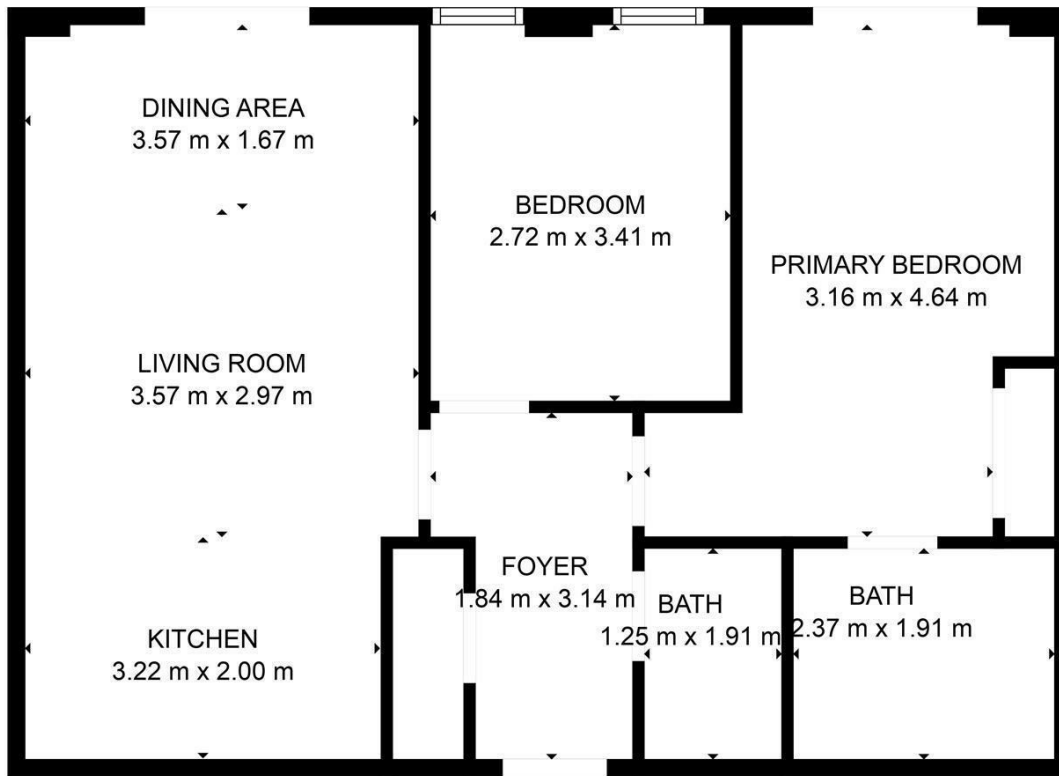 DINING AREA
3.57 m x 1.67 m
BEDROOM
2.72 m x 3.41 m
PRIMARY BEDROOM
3.16 m x 4.64 m
LIVING ROOM
3.57 m x 2.97 m
FOYER
1.84 m x 3.14 m
BATH
1.25 m x 1.91 m
BATH
2.37 m x 1.91 m
KITCHEN
3.22 m x 2.00 m